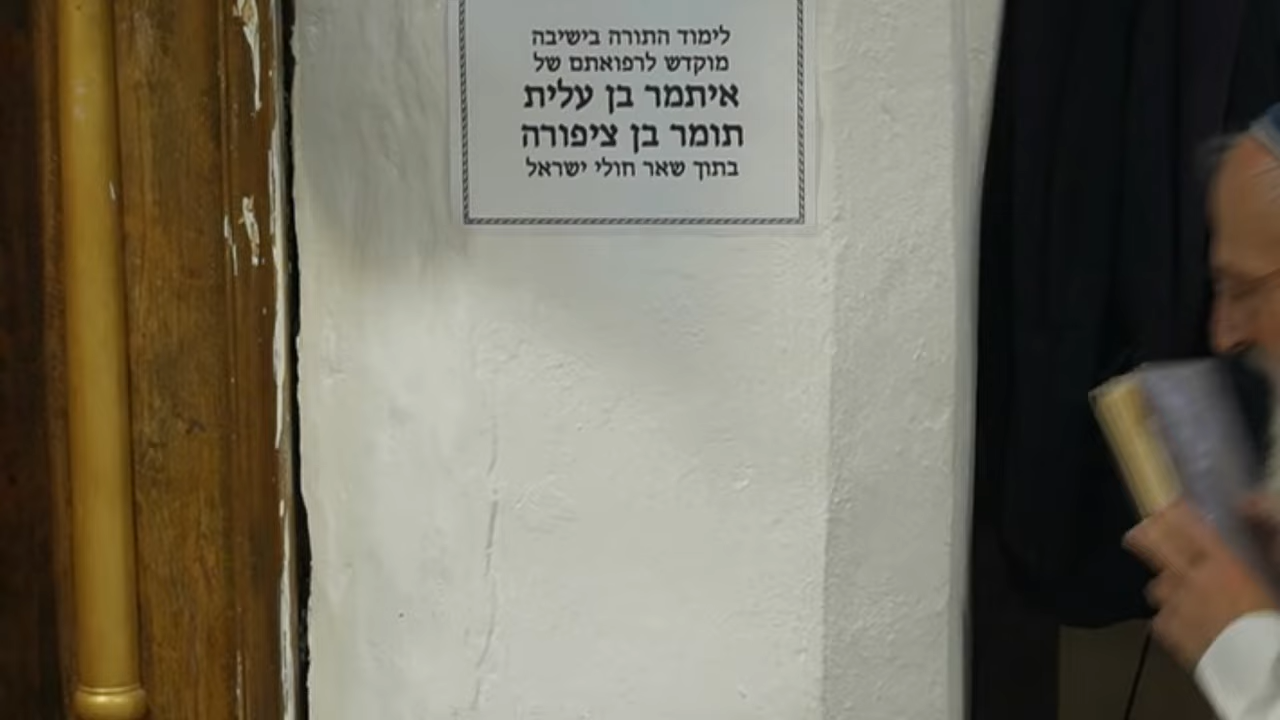 לימוד התורה בישיבה
מוקדש לרפואתם של
איתמר בן עלית
תומר בן ציפורה
בתוך שאר חולי ישראל